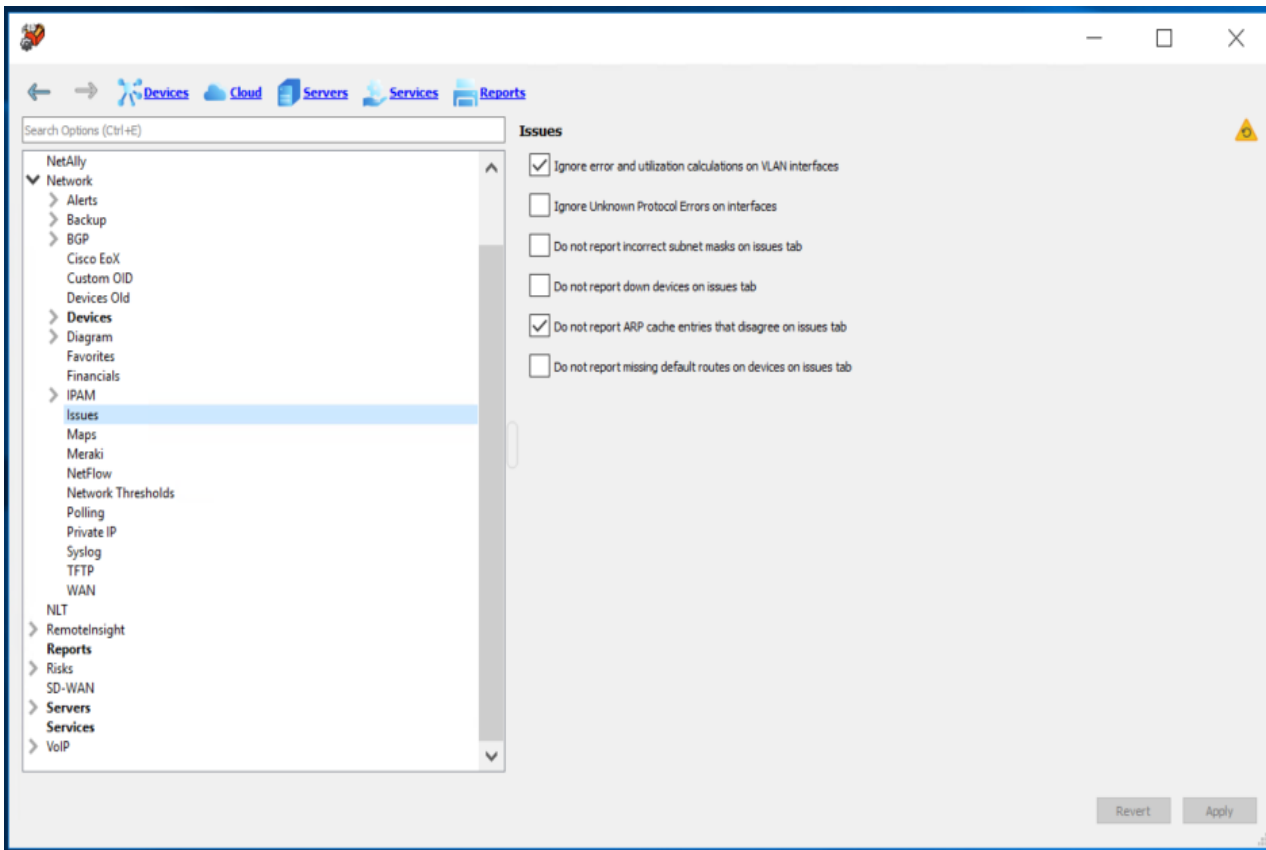 Devices Cloud Servers Services Reports
Search Options (Ctrl+E)
NetAlly
Network
Alerts
Backup
BGP
Cisco EoX
Custom OID
Devices Old
Devices
Diagram
Favorites
Financials
IPAM
Issues
Maps
Meraki
NetFlow
Network Thresholds
Polling
Private IP
Syslog
TFTP
WAN
NLT
RemoteInsight
Reports
Risks
SD-WAN
Servers
Services
VoIP
Issues
Ignore error and utilization calculations on VLAN interfaces
Ignore Unknown Protocol Errors on interfaces
Do not report incorrect subnet masks on issues tab
Do not report down devices on issues tab
Do not report ARP cache entries that disagree on issues tab
Do not report missing default routes on devices on issues tab
Revert Apply